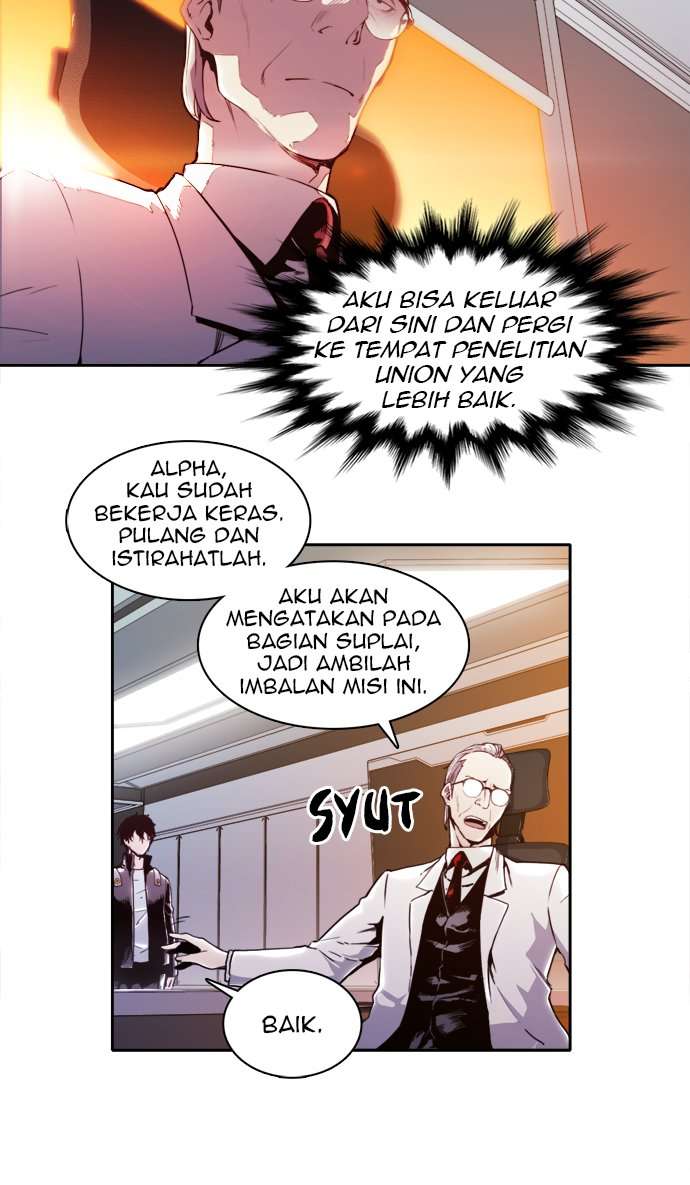 AKU BISA KELUAR
DARI SINI DAN PERGI
KE TEMPAT PENELITIAN
UNION YANG
LEBIH BAIK.
ALPHA,
KAU SUDAH
BEKERJA KERAS.
PULANG DAN
ISTIRAHATLAH.
AKU AKAN
MENGATAKAN PADA
BAGIAN SUPLAI,
JADI AMBILAH
IMBALAN MISI INI.
SYUT
BAIK.